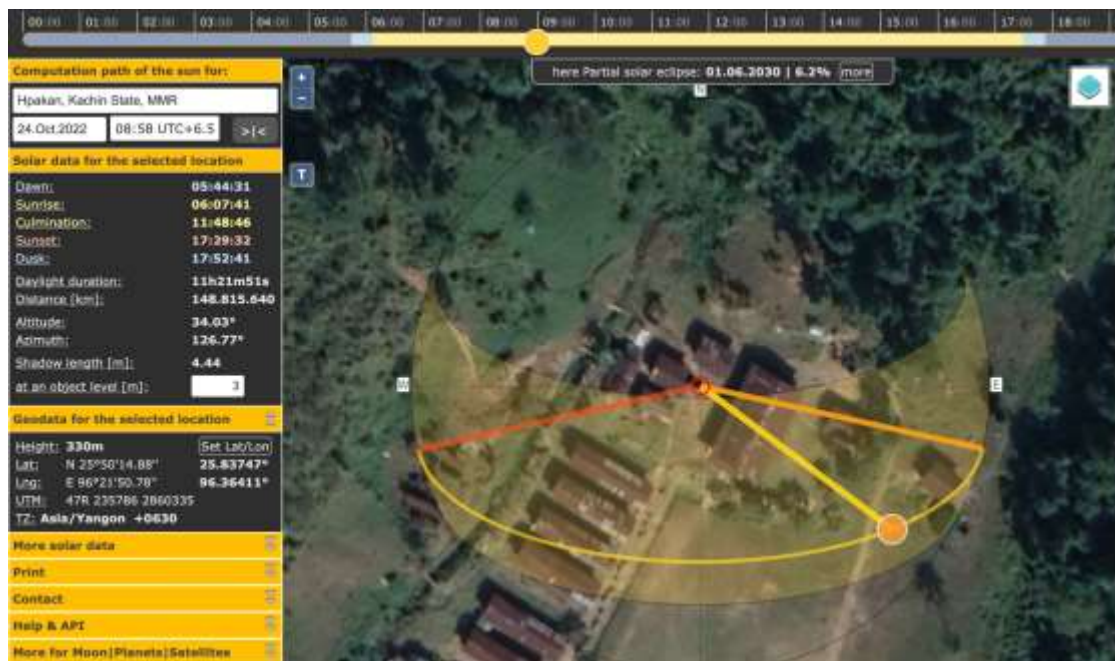 00:00 01:00 02:00 03:00 04:00 05:00 06:00 07:00 08:00 09:00 10:00 11:00 12:00 13:00 14:00 15:00 16:00 17:00 18:00
Computation path of the sun for:
Hpakan, Kachin State, MMR
24.Oct.2022 08:58 UTC+6.5 >|<
Solar data for the selected location
Dawn: 05:44:31
Sunrise: 06:07:41
Culmination: 11:48:46
Sunset: 17:29:32
Dusk: 17:52:41
Daylight duration: 11h21m51s
Distance [km]: 148.815.640
Altitude: 34.03°
Azimuth: 126.77°
Shadow length [m]: 4.44
at an object level [m]: 3
Geodata for the selected location
Height: 330m Set Lat/Lon
Lat: N 25°50'14.88" 25.83747°
Lng: E 96°21'50.78" 96.36411°
UTM: 47R 235786 2860335
TZ: Asia/Yangon +0630
More solar data
Print
Contact
Help & API
More for Moon|Planets|Satellites
+
−
T
here Partial solar eclipse: 01.06.2030 | 6.2% more
N
W
E